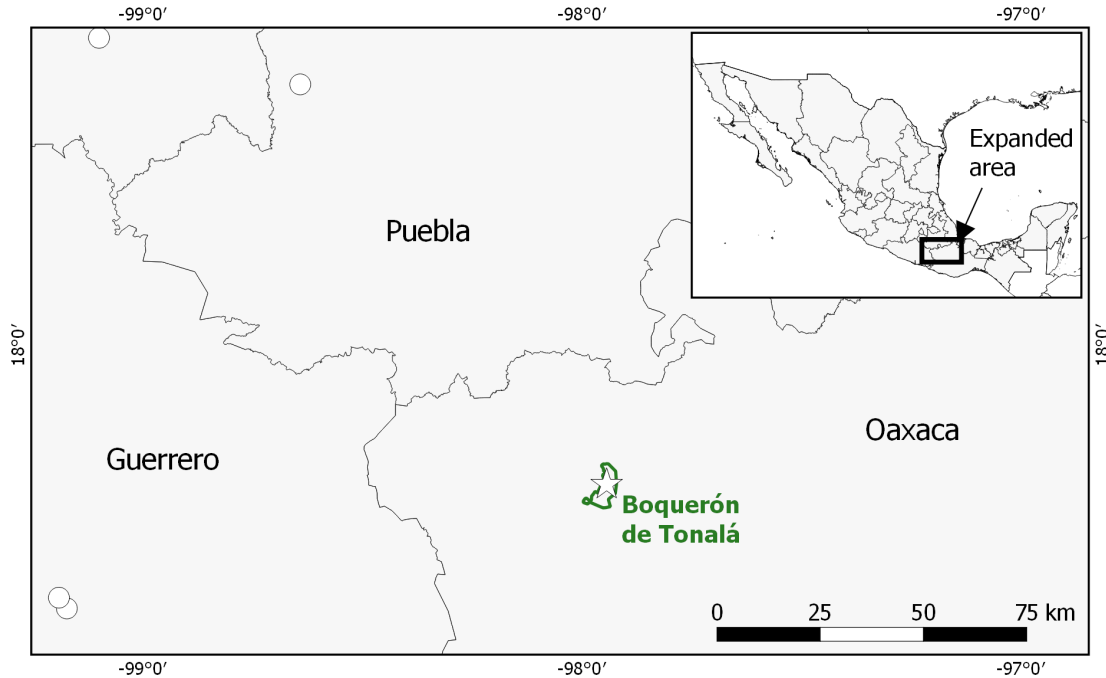 -99°0′ -98°0′ -97°0′
Expanded
area
Puebla
18°0′ 18°0′
Oaxaca
Guerrero
Boquerón
de Tonalá
0 25 50 75 km
-99°0′ -98°0′ -97°0′